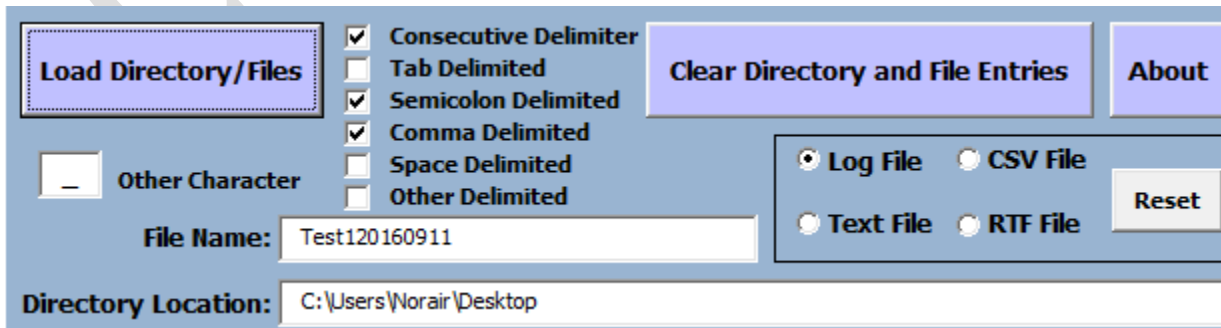 Load Directory/Files
Consecutive Delimiter
Tab Delimited
Semicolon Delimited
Comma Delimited
Space Delimited
Other Delimited
Clear Directory and File Entries
About
_ Other Character
Log File CSV File
Text File RTF File
Reset
File Name: Test120160911
Directory Location: C:\Users\Norair\Desktop